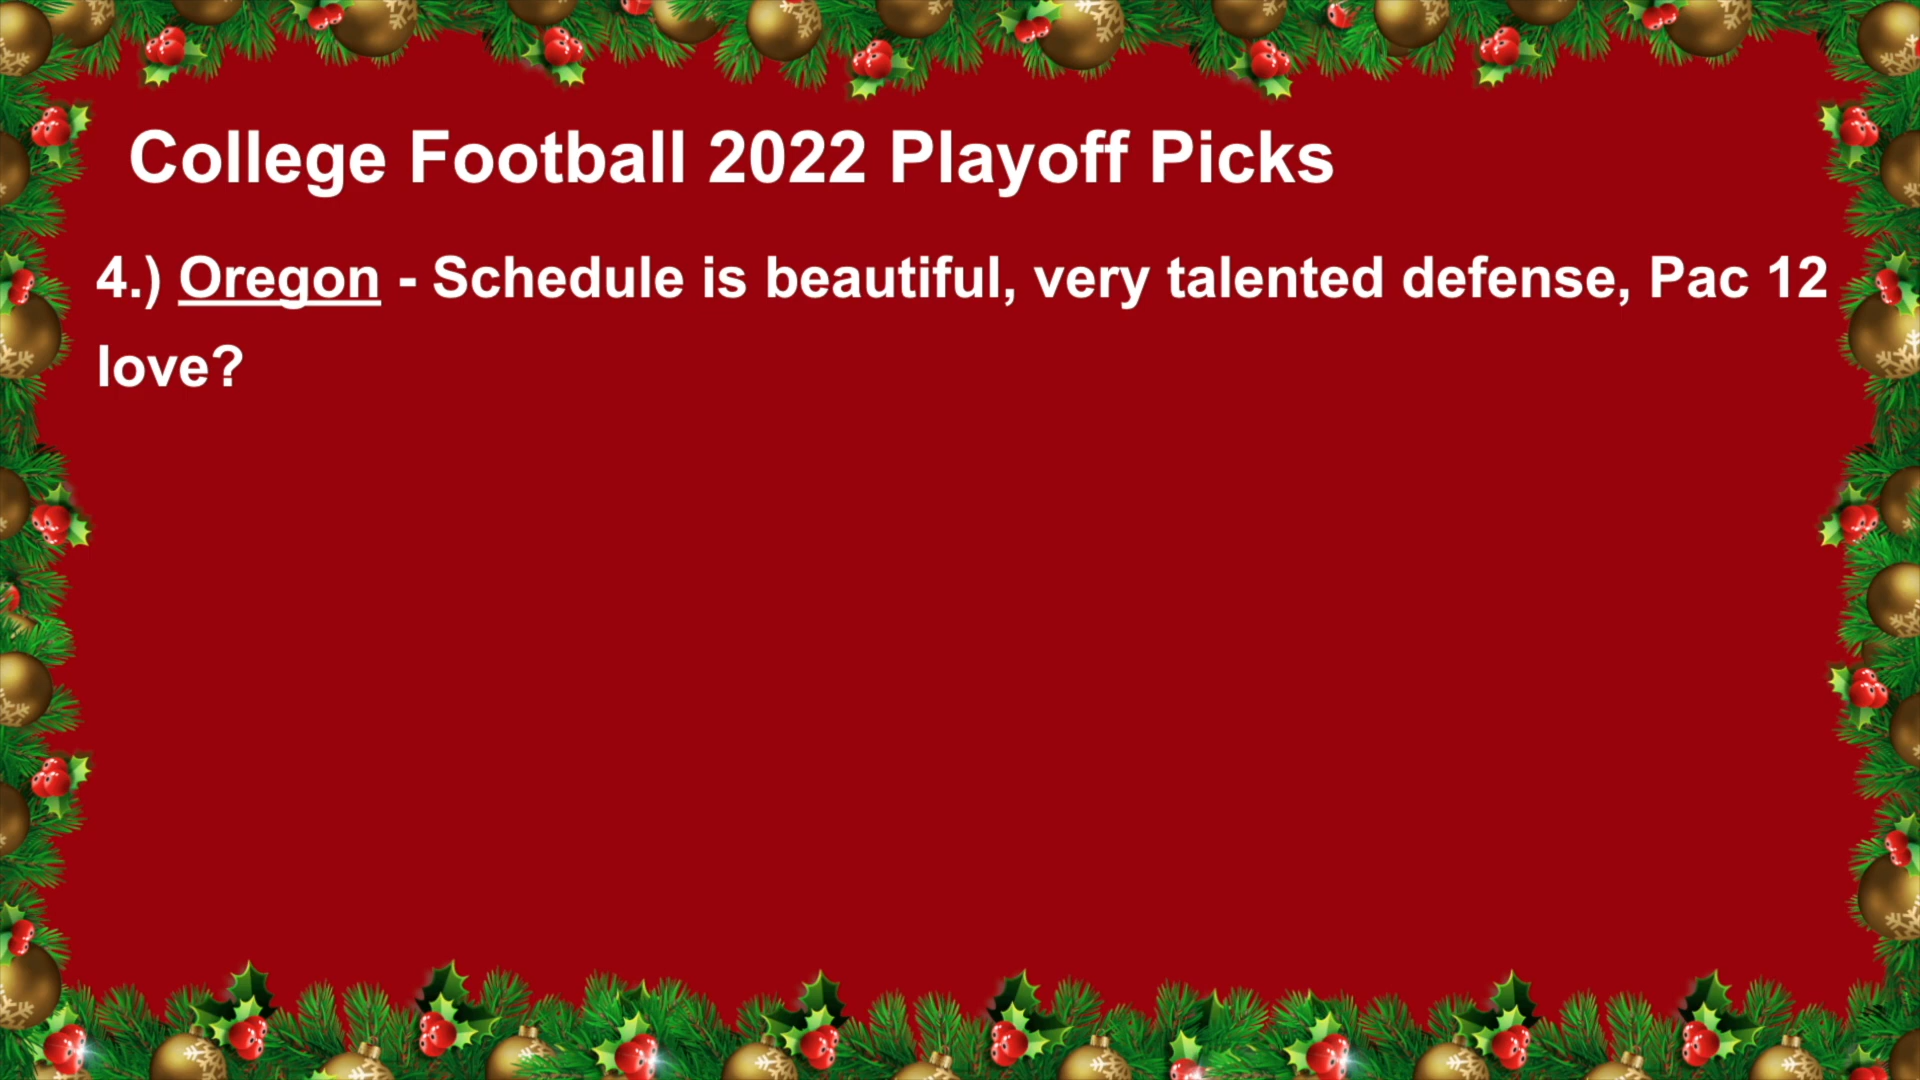 College Football 2022 Playoff Picks
4.) Oregon - Schedule is beautiful, very talented defense, Pac 12
love?